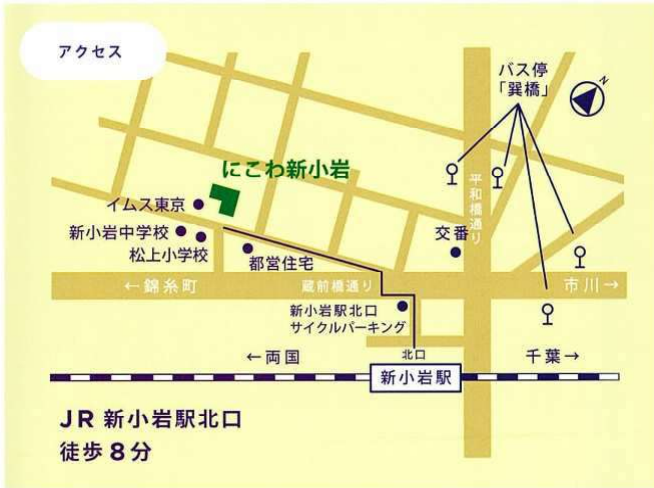 アクセス
バス停
「巽橋」
N
にこわ新小岩
イムス東京
新小岩中学校
松上小学校
都営住宅
平和橋通り
交番
←錦糸町
蔵前橋通り
市川→
新小岩駅北口
サイクルパーキング
←両国
北口
千葉→
新小岩駅
JR 新小岩駅北口
徒歩 8 分